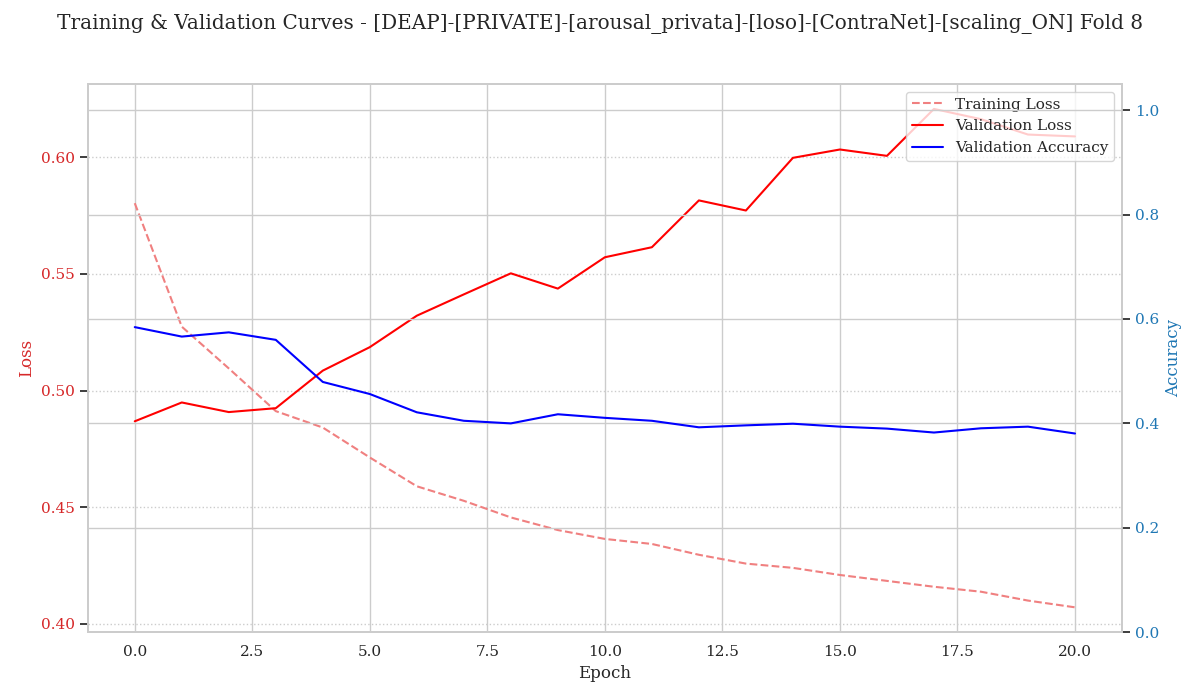 Training & Validation Curves - [DEAP]-[PRIVATE]-[arousal_privata]-[loso]-[ContraNet]-[scaling_ON] Fold 8
Training Loss
Validation Loss
Validation Accuracy
Loss
0.60
0.55
0.50
0.45
0.40
1.0
0.8
0.6
0.4
0.2
0.0
Accuracy
0.0 2.5 5.0 7.5 10.0 12.5 15.0 17.5 20.0
Epoch